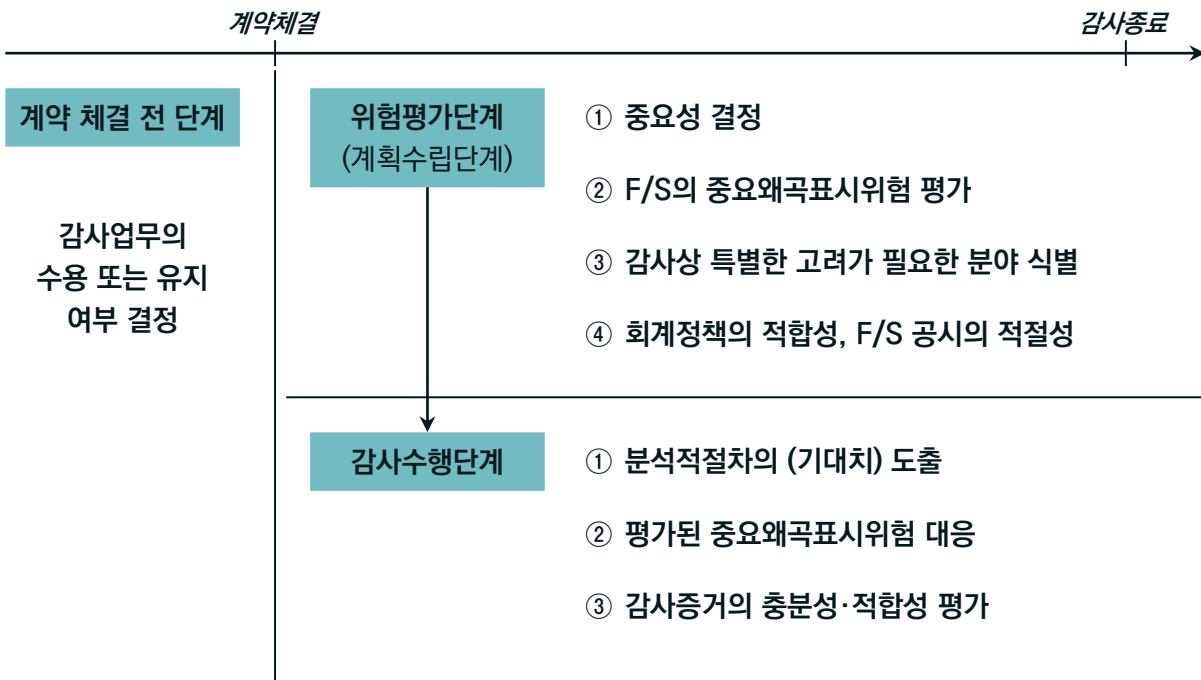 계약체결
감사종료
계약 체결 전 단계
감사업무의
수용 또는 유지
여부 결정
위험평가단계
(계획수립단계)
① 중요성 결정
② F/S의 중요왜곡표시위험 평가
③ 감사상 특별한 고려가 필요한 분야 식별
④ 회계정책의 적합성, F/S 공시의 적절성
감사수행단계
① 분석적절차의 (기대치) 도출
② 평가된 중요왜곡표시위험 대응
③ 감사증거의 충분성·적합성 평가